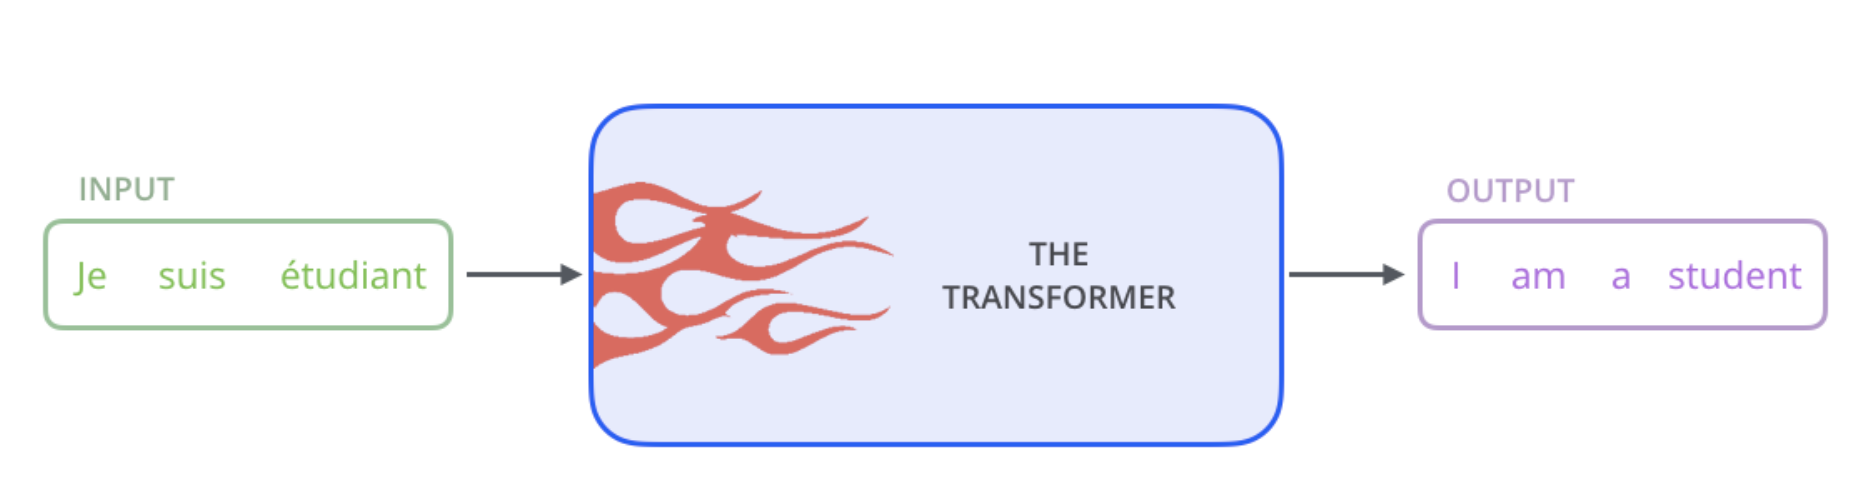 INPUT
Je suis étudiant
THE
TRANSFORMER
OUTPUT
I am a student